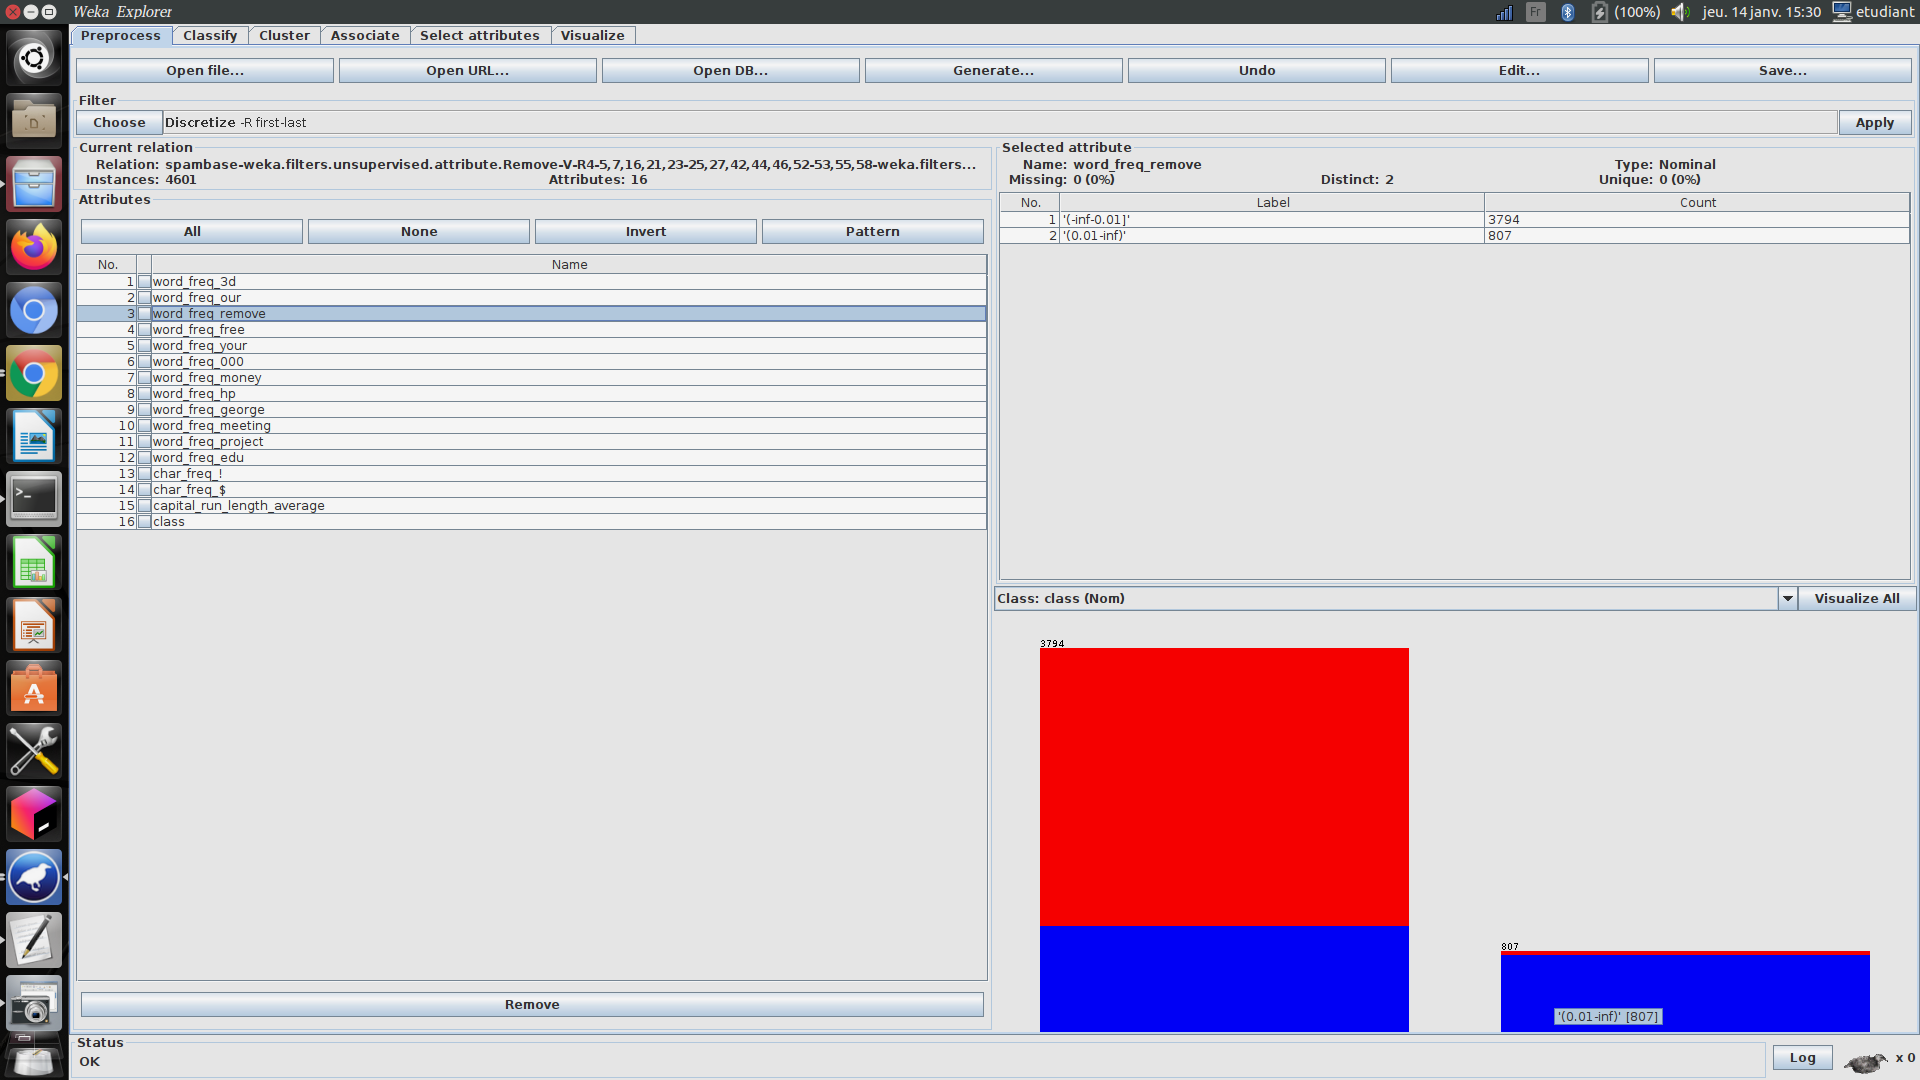 Weka Explorer
Fr (100%) jeu. 14 janv. 15:30 etudiant
Preprocess Classify Cluster Associate Select attributes Visualize
Open file... Open URL... Open DB... Generate... Undo Edit... Save...
Filter
Choose Discretize -R first-last Apply
Current relation
Relation: spambase-weka.filters.unsupervised.attribute.Remove-V-R4-5,7,16,21,23-25,27,42,44,46,52-53,55,58-weka.filters...
Instances: 4601 Attributes: 16
Attributes
All None Invert Pattern
No. Name
1 word_freq_3d
2 word_freq_our
3 word_freq_remove
4 word_freq_free
5 word_freq_your
6 word_freq_000
7 word_freq_money
8 word_freq_hp
9 word_freq_george
10 word_freq_meeting
11 word_freq_project
12 word_freq_edu
13 char_freq_!
14 char_freq_$
15 capital_run_length_average
16 class
Remove
Selected attribute
Name: word_freq_remove Type: Nominal
Missing: 0 (0%) Distinct: 2 Unique: 0 (0%)
No. Label Count
1 '(-inf-0.01]' 3794
2 '(0.01-inf)' 807
Class: class (Nom) Visualize All
3794
807
'(0.01-inf)' [807]
Status
OK
Log x 0